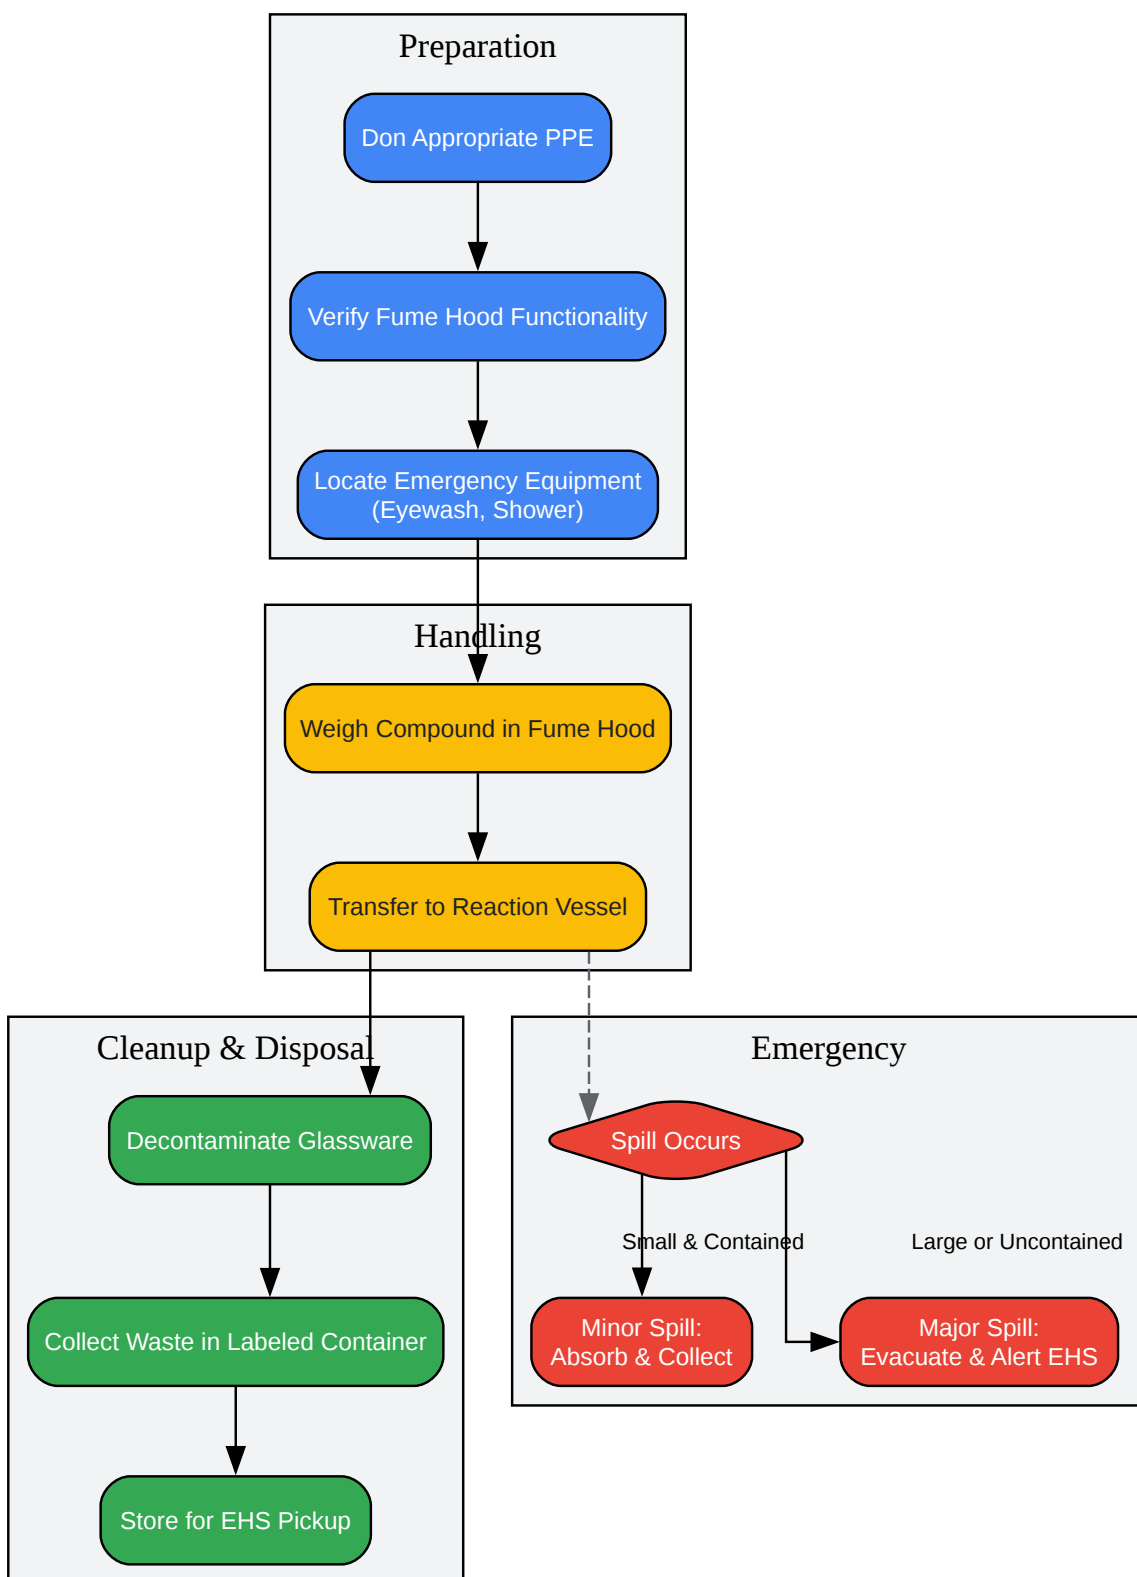 Preparation
Don Appropriate PPE
Verify Fume Hood Functionality
Locate Emergency Equipment
(Eyewash, Shower)
Handling
Weigh Compound in Fume Hood
Transfer to Reaction Vessel
Cleanup & Disposal
Decontaminate Glassware
Collect Waste in Labeled Container
Store for EHS Pickup
Emergency
Spill Occurs
Small & Contained
Large or Uncontained
Minor Spill:
Absorb & Collect
Major Spill:
Evacuate & Alert EHS